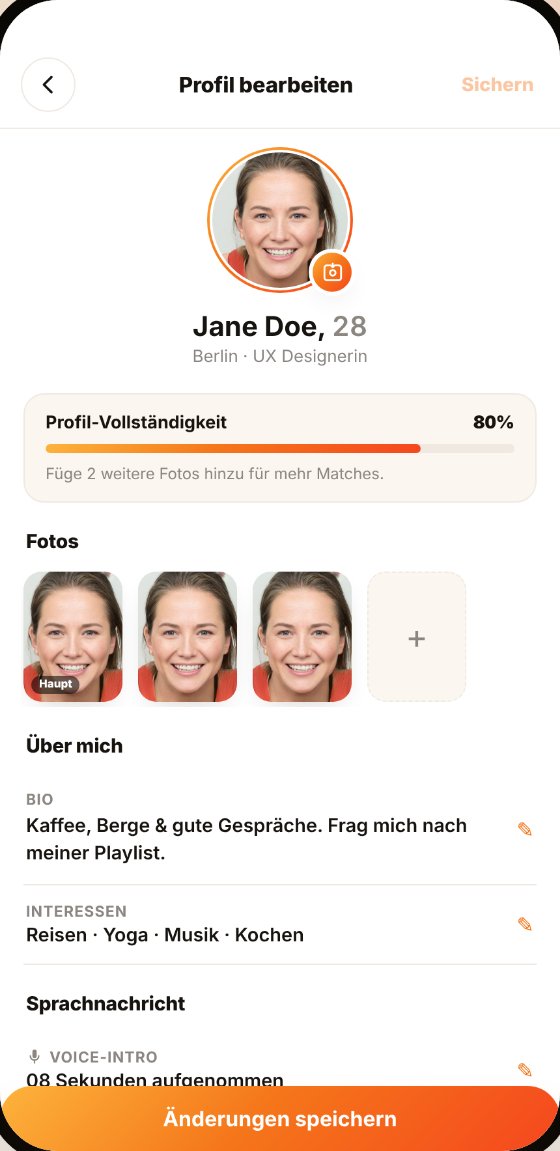 Profil bearbeiten
Sichern
Jane Doe, 28
Berlin · UX Designerin
Profil-Vollständigkeit
80%
Füge 2 weitere Fotos hinzu für mehr Matches.
Fotos
Haupt
+
Über mich
BIO
Kaffee, Berge & gute Gespräche. Frag mich nach
meiner Playlist.
INTERESSEN
Reisen · Yoga · Musik · Kochen
Sprachnachricht
VOICE-INTRO
08 Sekunden aufgenommen
Änderungen speichern